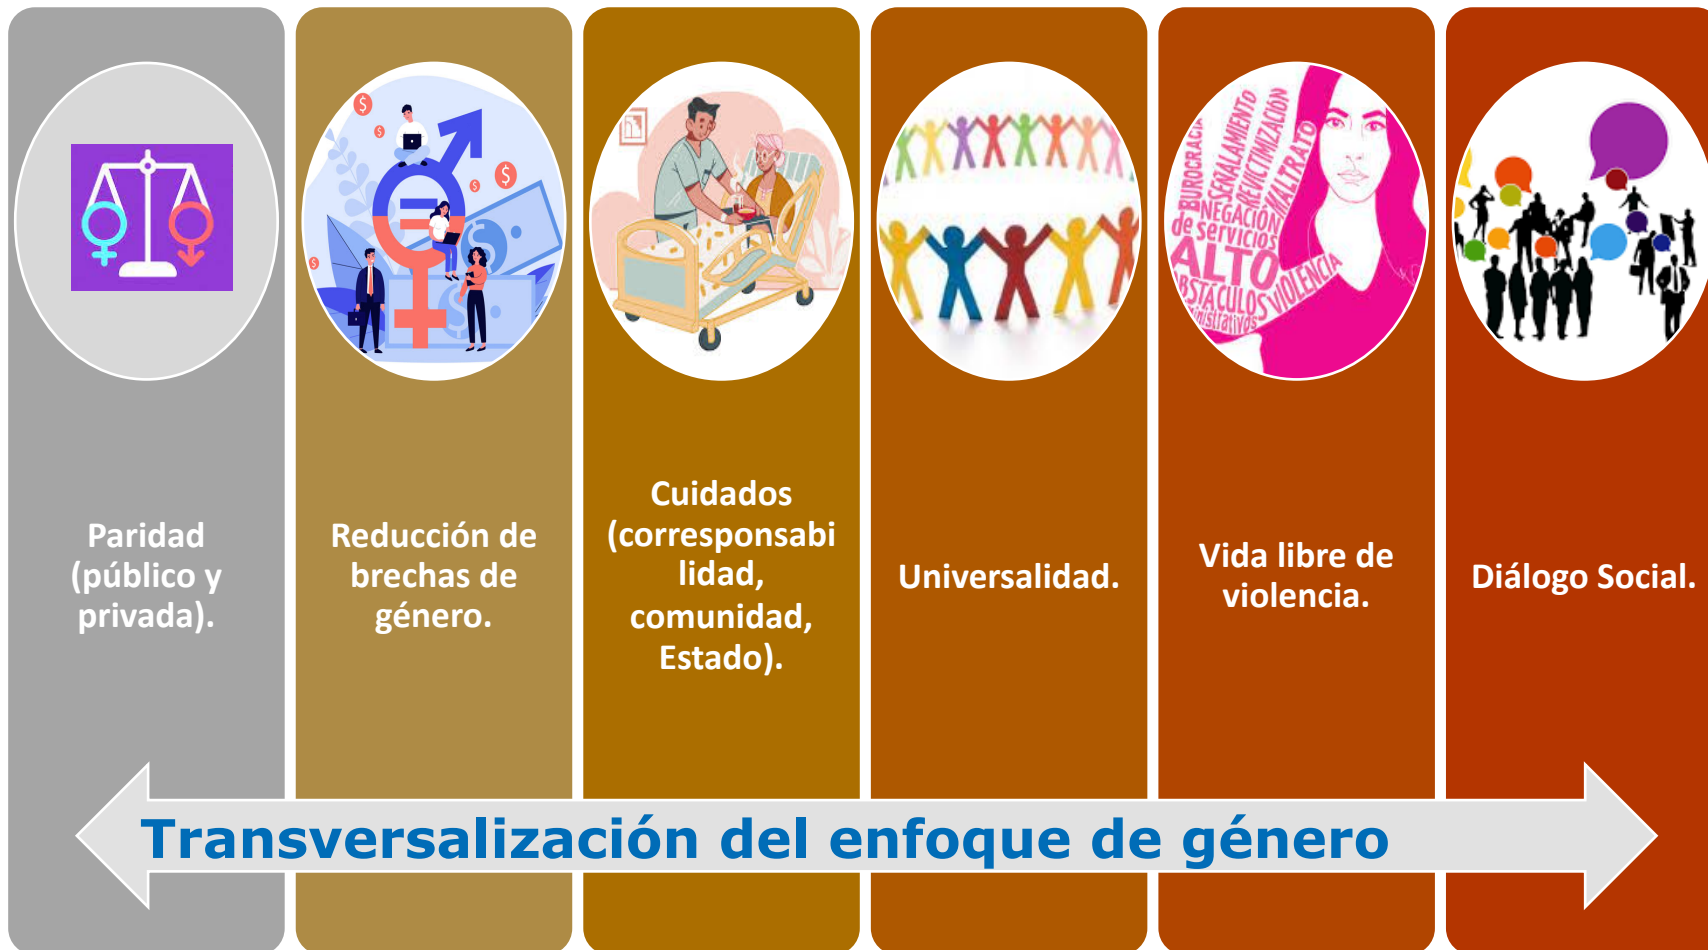 BUROCRACIA
SEÑALAMIENTO
REVICTIMIZACIÓN
MALTRATO
NEGACIÓN
de servicios
ALTO
VIOLENCIA
Paridad
(público y
privada).
Reducción de
brechas de
género.
Cuidados
(corresponsabi
lidad,
comunidad,
Estado).
Universalidad.
Vida libre de
violencia.
Diálogo Social.
Transversalización del enfoque de género